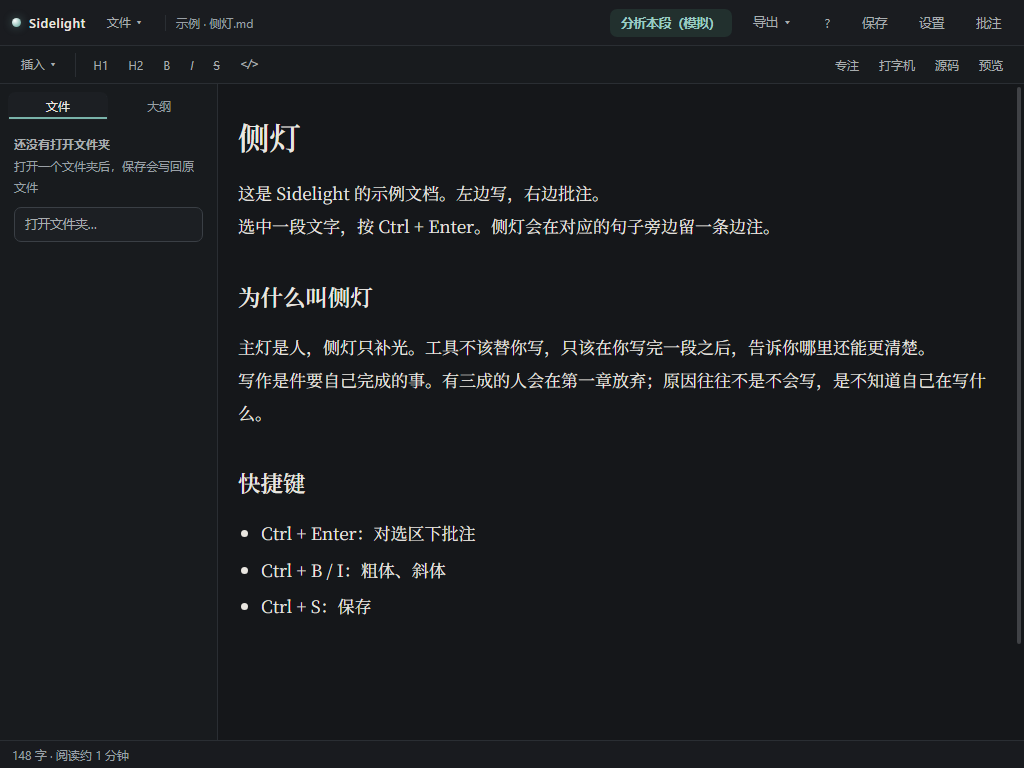 Sidelight 文件 示例 · 侧灯.md 分析本段（模拟） 导出 ? 保存 设置 批注
插入 H1 H2 B I S </> 专注 打字机 源码 预览
文件 大纲
还没有打开文件夹
打开一个文件夹后，保存会写回原
文件
打开文件夹...
侧灯
这是 Sidelight 的示例文档。左边写，右边批注。
选中一段文字，按 Ctrl + Enter。侧灯会在对应的句子旁边留一条边注。
为什么叫侧灯
主灯是人，侧灯只补光。工具不该替你写，只该在你写完一段之后，告诉你哪里还能更清楚。
写作是件要自己完成的事。有三成的人会在第一章放弃；原因往往不是不会写，是不知道自己在写什
么。
快捷键
Ctrl + Enter：对选区下批注
Ctrl + B / I：粗体、斜体
Ctrl + S：保存
148 字 · 阅读约 1 分钟